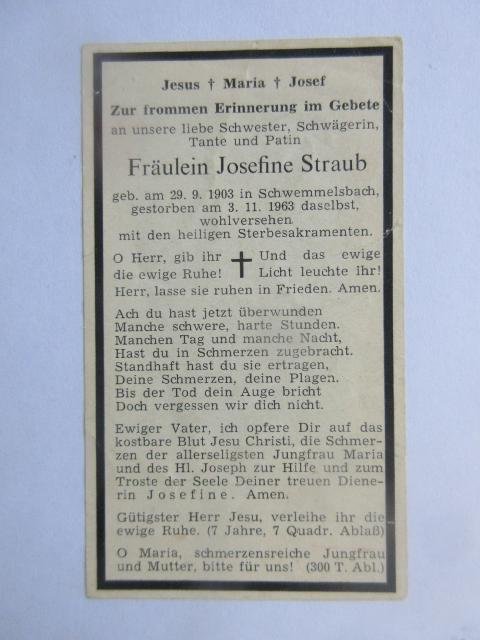 Jesus † Maria † Josef
Zur frommen Erinnerung im Gebete
an unsere liebe Schwester, Schwägerin,
Tante und Patin
Fräulein Josefine Straub
geb. am 29. 9. 1903 in Schwemmelsbach,
gestorben am 3. 11. 1963 daselbst,
wohlversehen
mit den heiligen Sterbesakramenten.
O Herr, gib ihr † Und das ewige
die ewige Ruhe! Licht leuchte ihr!
Herr, lasse sie ruhen in Frieden. Amen.
Ach du hast jetzt überwunden
Manche schwere, harte Stunden.
Manchen Tag und manche Nacht,
Hast du in Schmerzen zugebracht.
Standhaft hast du sie ertragen,
Deine Schmerzen, deine Plagen.
Bis der Tod dein Auge bricht
Doch vergessen wir dich nicht.
Ewiger Vater, ich opfere Dir auf das
kostbare Blut Jesu Christi, die Schmer-
zen der allerseligsten Jungfrau Maria
und des Hl. Joseph zur Hilfe und zum
Troste der Seele Deiner treuen Diene-
rin Josefine. Amen.
Gütigster Herr Jesu, verleihe ihr die
ewige Ruhe. (7 Jahre, 7 Quadr. Ablaß)
O Maria, schmerzensreiche Jungfrau
und Mutter, bitte für uns! (300 T. Abl.)